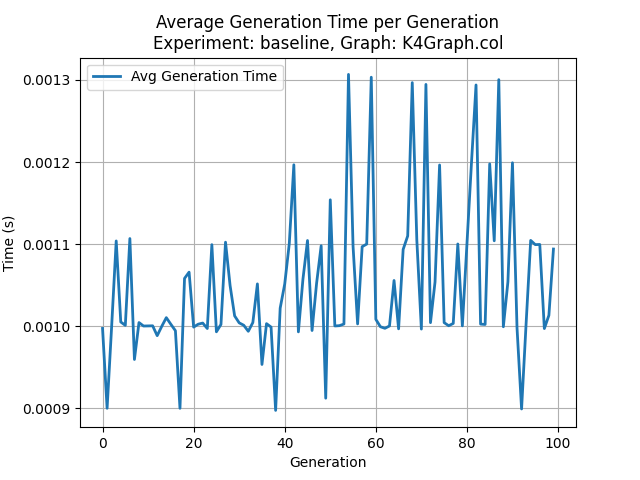 Average Generation Time per Generation
Experiment: baseline, Graph: K4Graph.col
Avg Generation Time
0.0013
0.0012
0.0011
0.0010
0.0009
Time (s)
0 20 40 60 80 100
Generation